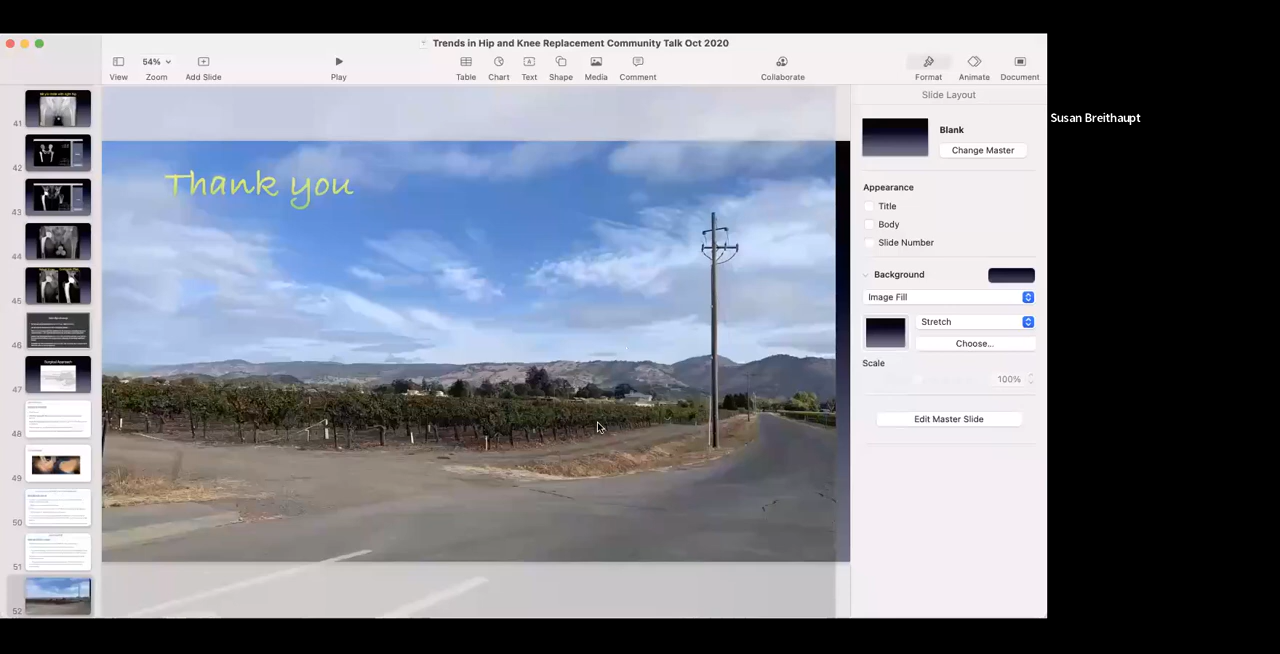 Trends in Hip and Knee Replacement Community Talk Oct 2020
54%
View
Zoom
Add Slide
Play
Table
Chart
Text
Shape
Media
Comment
Collaborate
Format
Animate
Document
Slide Layout
Blank
Change Master
Appearance
Title
Body
Slide Number
Background
Image Fill
Stretch
Choose...
Scale
100%
Edit Master Slide
Thank you
41
42
43
44
45
46
47
Surgical Approach
48
49
50
51
52
Susan Breithaupt